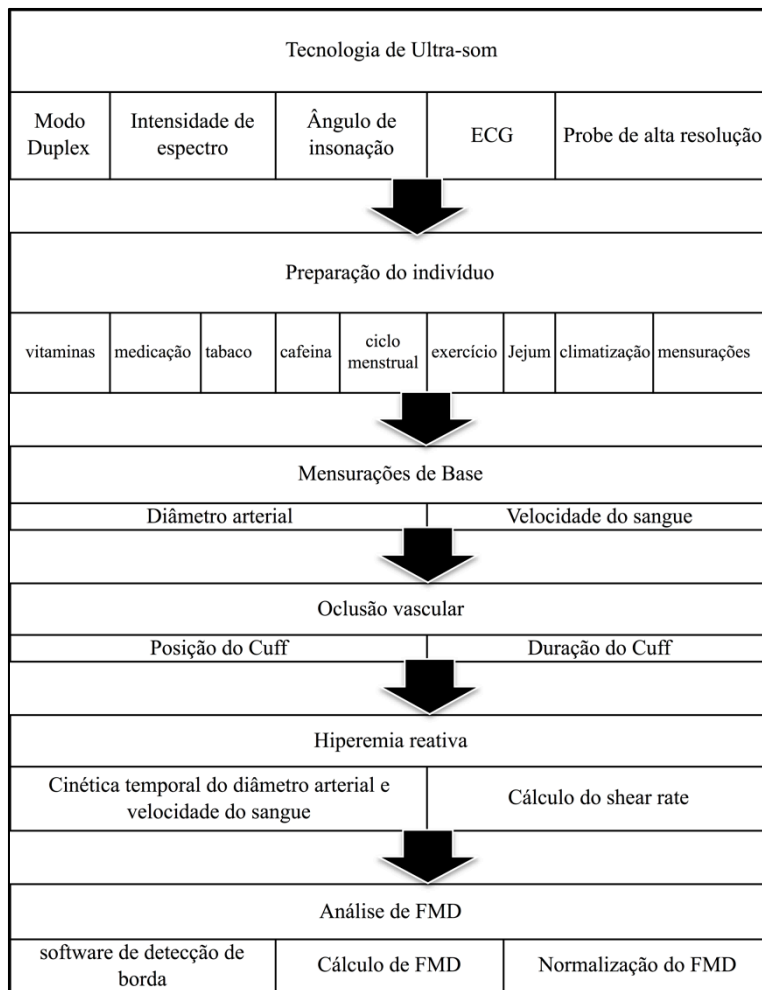 Tecnologia de Ultra-som
Modo
Duplex
Intensidade de
espectro
Ângulo de
insonação
ECG
Probe de alta resolução
Preparação do indivíduo
vitaminas
medicação
tabaco
cafeina
ciclo
menstrual
exercício
Jejum
climatização
mensurações
Mensurações de Base
Diâmetro arterial
Velocidade do sangue
Oclusão vascular
Posição do Cuff
Duração do Cuff
Hiperemia reativa
Cinética temporal do diâmetro arterial e
velocidade do sangue
Cálculo do shear rate
Análise de FMD
software de detecção de
borda
Cálculo de FMD
Normalização do FMD